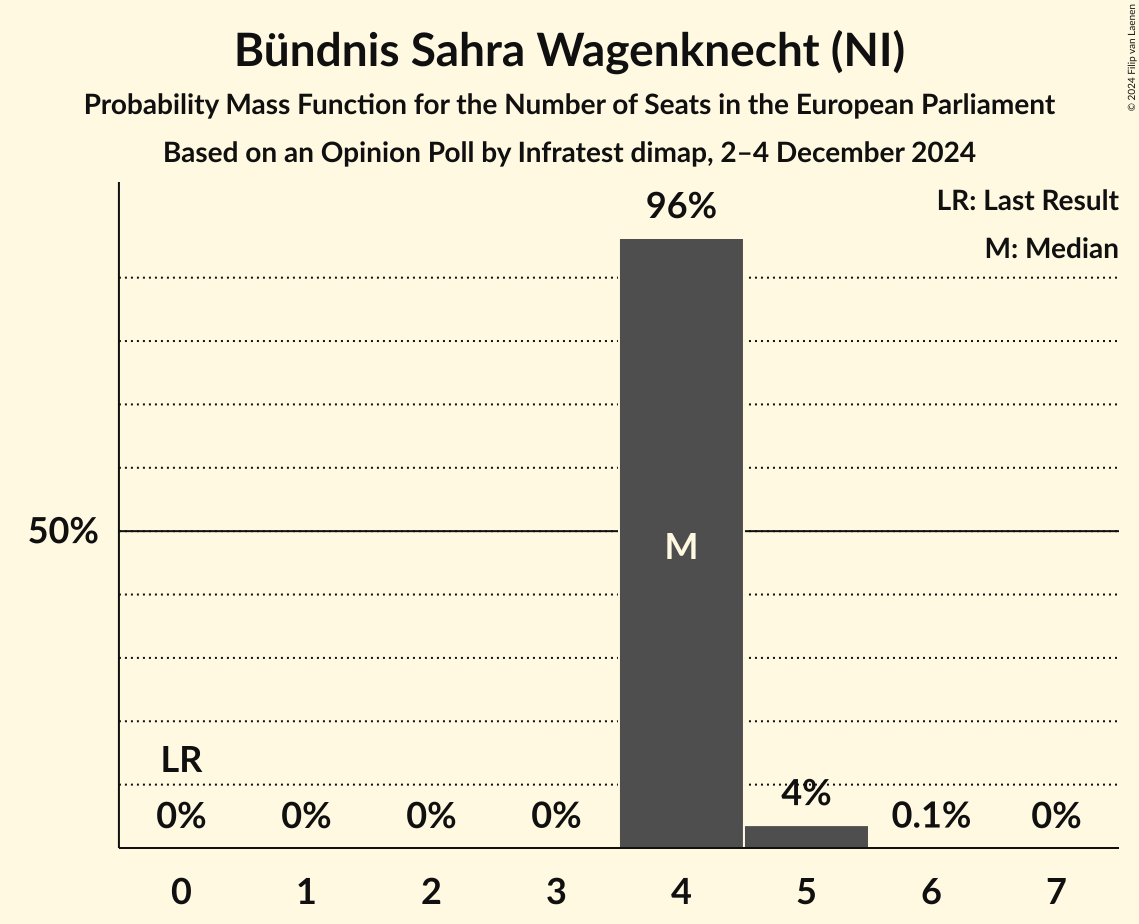 Bündnis Sahra Wagenknecht (NI)
Probability Mass Function for the Number of Seats in the European Parliament
Based on an Opinion Poll by Infratest dimap, 2–4 December 2024
© 2024 Filip van Laenen
LR: Last Result
M: Median
96%
50%
M
LR
0% 0% 0% 0% 4% 0.1% 0%
0 1 2 3 4 5 6 7